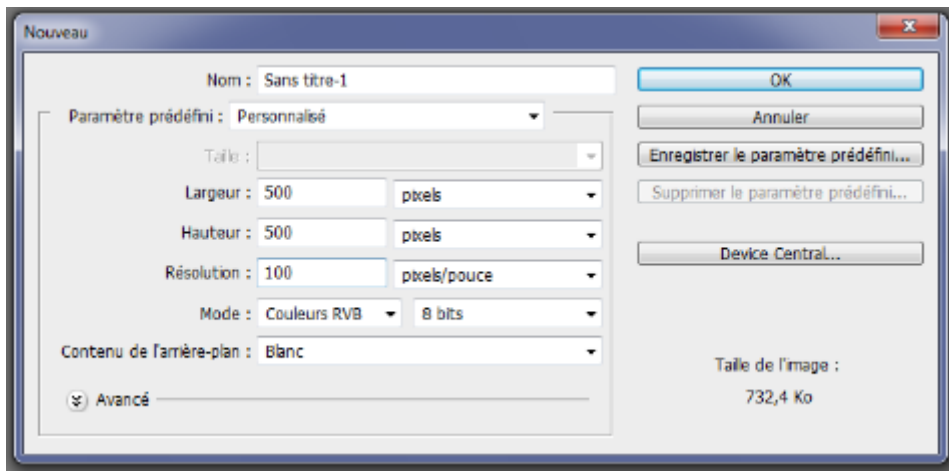 Nouveau
Nom : Sans titre-1
OK
Paramètre prédéfini : Personnalisé
Annuler
Taille :
Enregistrer le paramètre prédéfini...
Largeur : 500 pixels
Supprimer le paramètre prédéfini...
Hauteur : 500 pixels
Device Central...
Résolution : 100 pixels/pouce
Mode : Couleurs RVB 8 bits
Contenu de l'arrière-plan : Blanc
Taille de l'image :
732,4 Ko
Avancé